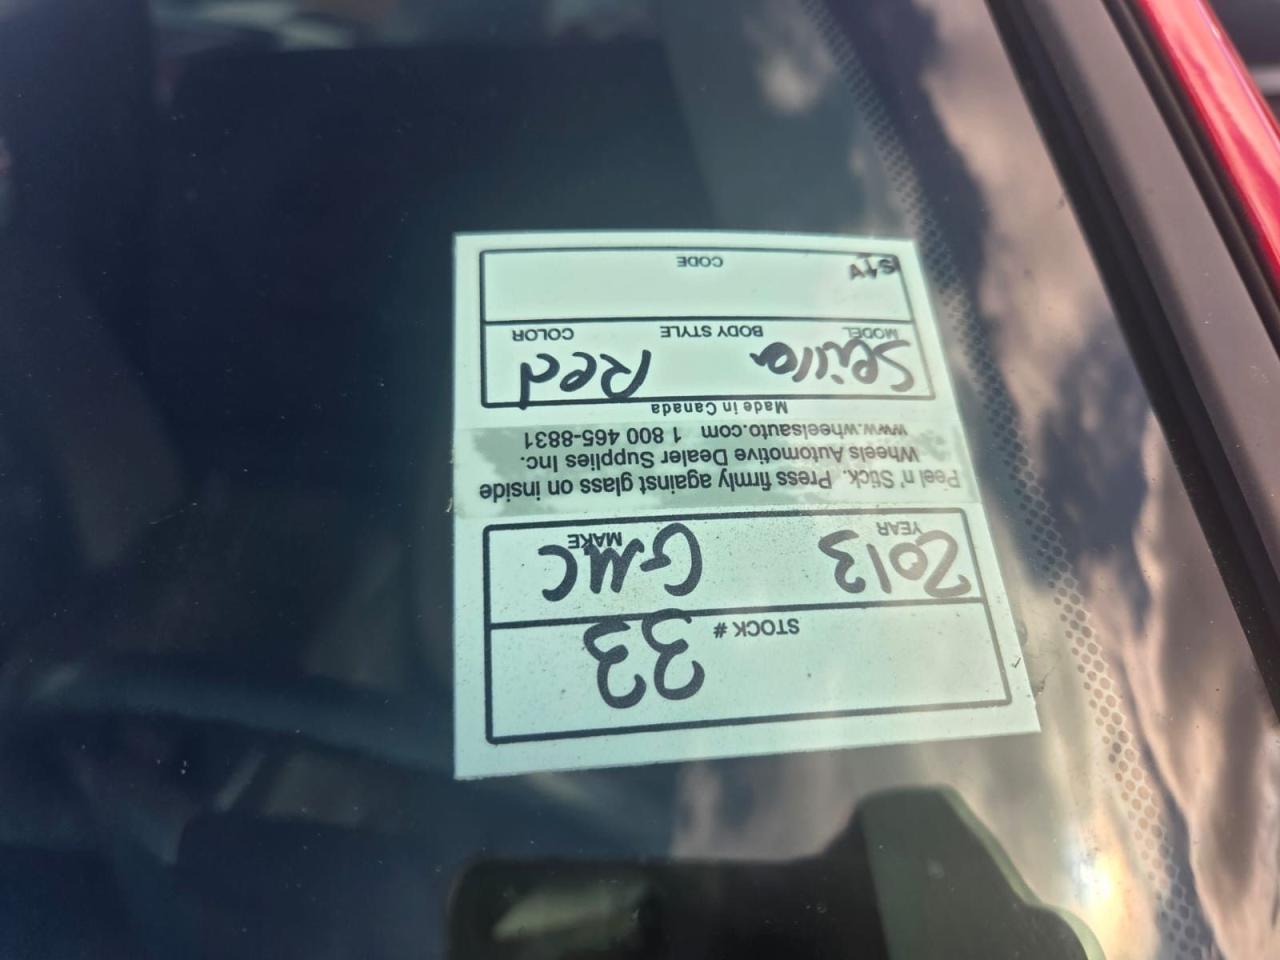 STOCK # 33
2013 GMC
YEAR MAKE
Peel n' Stick. Press firmly against glass on inside
Wheels Automotive Dealer Supplies Inc.
www.wheelsauto.com 1 800 465-8831
Made in Canada
Red
MODEL BODY STYLE COLOR
CODE